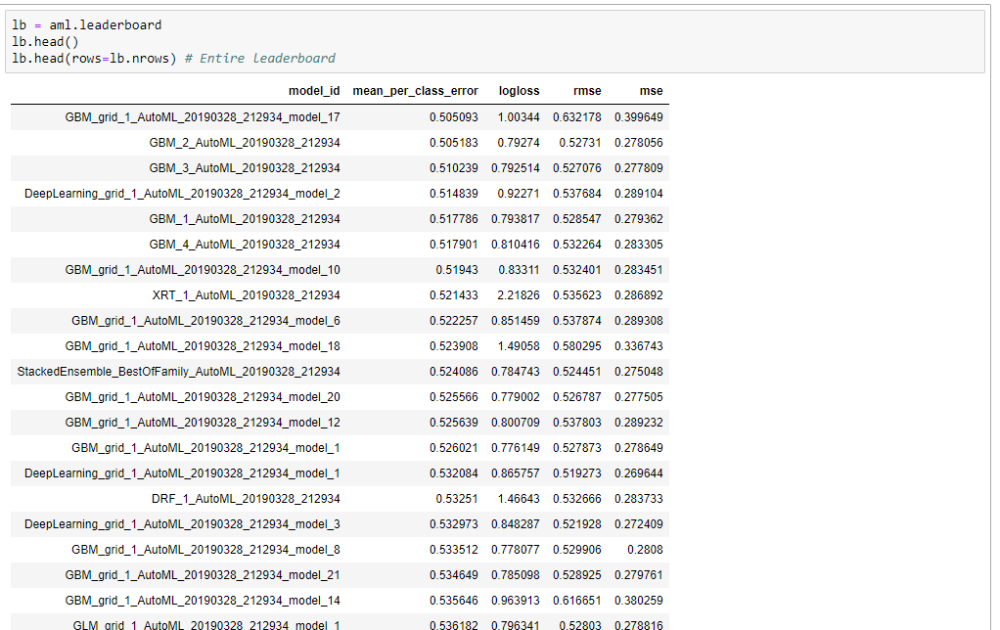 lb = aml.leaderboard
lb.head()
lb.head(rows=lb.nrows) # Entire leaderboard
model_id mean_per_class_error logloss rmse mse
GBM_grid_1_AutoML_20190328_212934_model_17 0.505093 1.00344 0.632178 0.399649
GBM_2_AutoML_20190328_212934 0.505183 0.79274 0.52731 0.278056
GBM_3_AutoML_20190328_212934 0.510239 0.792514 0.527076 0.277809
DeepLearning_grid_1_AutoML_20190328_212934_model_2 0.514839 0.92271 0.537684 0.289104
GBM_1_AutoML_20190328_212934 0.517786 0.793817 0.528547 0.279362
GBM_4_AutoML_20190328_212934 0.517901 0.810416 0.532264 0.283305
GBM_grid_1_AutoML_20190328_212934_model_10 0.51943 0.83311 0.532401 0.283451
XRT_1_AutoML_20190328_212934 0.521433 2.21826 0.535623 0.286892
GBM_grid_1_AutoML_20190328_212934_model_6 0.522257 0.851459 0.537874 0.289308
GBM_grid_1_AutoML_20190328_212934_model_18 0.523908 1.49058 0.580295 0.336743
StackedEnsemble_BestOfFamily_AutoML_20190328_212934 0.524086 0.784743 0.524451 0.275048
GBM_grid_1_AutoML_20190328_212934_model_20 0.525566 0.779002 0.526787 0.277505
GBM_grid_1_AutoML_20190328_212934_model_12 0.525639 0.800709 0.537803 0.289232
GBM_grid_1_AutoML_20190328_212934_model_1 0.526021 0.776149 0.527873 0.278649
DeepLearning_grid_1_AutoML_20190328_212934_model_1 0.532084 0.865757 0.519273 0.269644
DRF_1_AutoML_20190328_212934 0.53251 1.46643 0.532666 0.283733
DeepLearning_grid_1_AutoML_20190328_212934_model_3 0.532973 0.848287 0.521928 0.272409
GBM_grid_1_AutoML_20190328_212934_model_8 0.533512 0.778077 0.529906 0.2808
GBM_grid_1_AutoML_20190328_212934_model_21 0.534649 0.785098 0.528925 0.279761
GBM_grid_1_AutoML_20190328_212934_model_14 0.535646 0.963913 0.616651 0.380259
GLM_grid_1_AutoML_20190328_212934_model_1 0.536182 0.796341 0.52803 0.278816